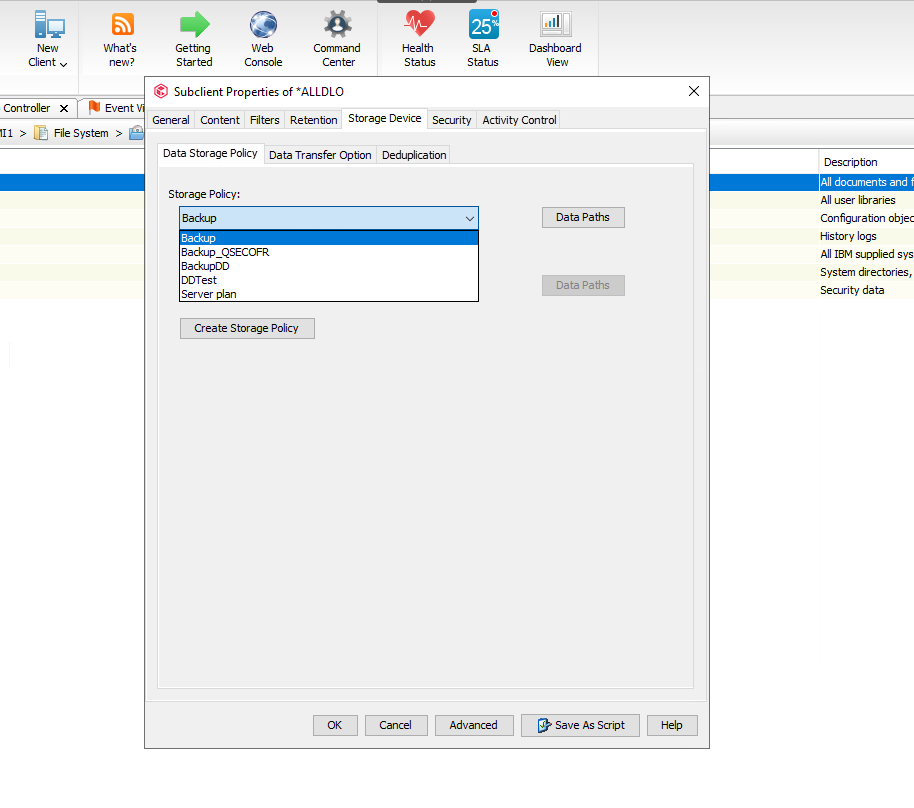 New Client
What's new?
Getting Started
Web Console
Command Center
Health Status
25%
SLA Status
Dashboard View
Controller
Event Vi
Subclient Properties of *ALLDLO
General Content Filters Retention Storage Device Security Activity Control
MI1 > File System >
Data Storage Policy Data Transfer Option Deduplication
Storage Policy:
Backup
Data Paths
Backup
Backup_QSECOFR
BackupDD
DDTest
Server plan
Data Paths
Create Storage Policy
OK Cancel Advanced Save As Script Help
Description
All documents and f
All user libraries
Configuration objec
History logs
All IBM supplied sys
System directories,
Security data